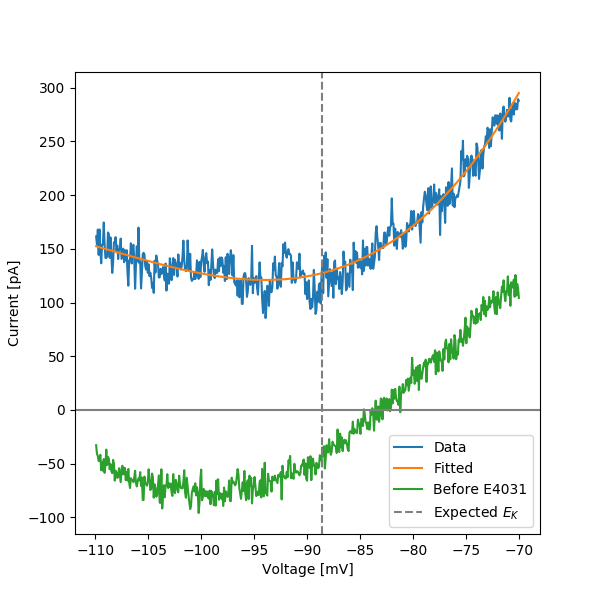 300
250
200
150
100
50
0
−50
−100
Current [pA]
Data
Fitted
Before E4031
Expected E_K
−110 −105 −100 −95 −90 −85 −80 −75 −70
Voltage [mV]